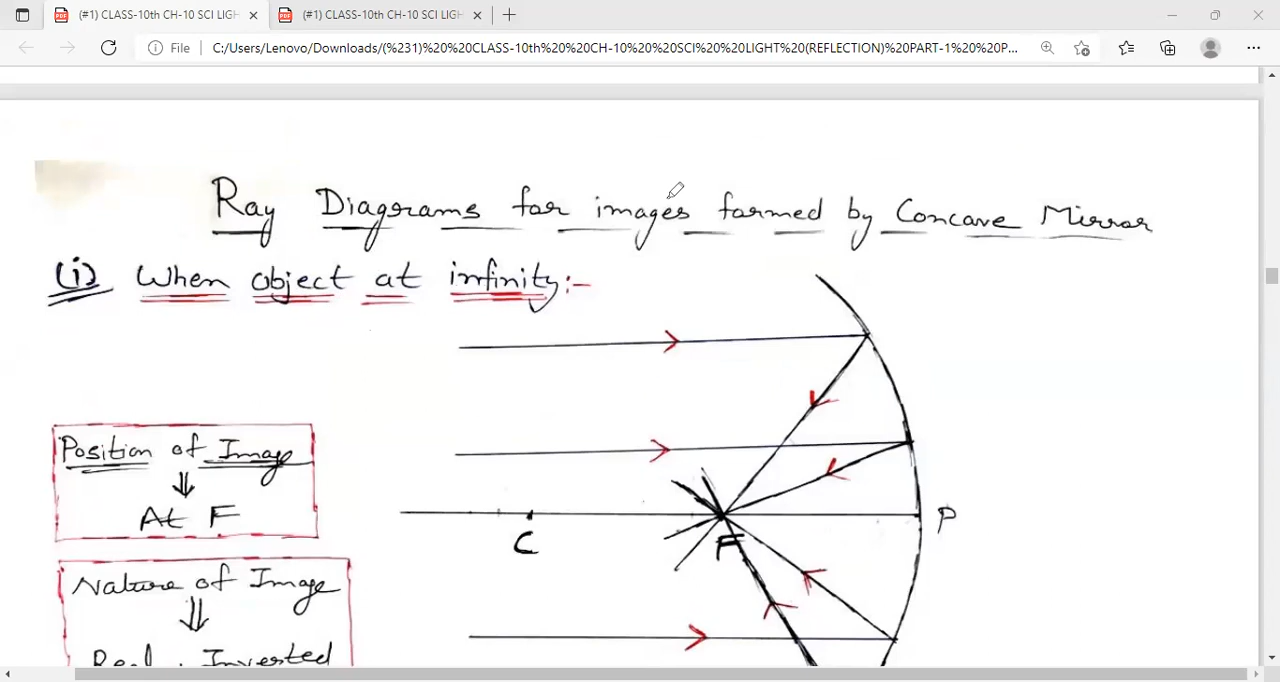 (#1) CLASS-10th CH-10 SCI LIGH
(#1) CLASS-10th CH-10 SCI LIGH
File
C:/Users/Lenovo/Downloads/(%231)%20%20CLASS-10th%20%20CH-10%20%20SCI%20%20LIGHT%20(REFLECTION)%20PART-1%20%20P...
Ray Diagrams for images formed by Concave Mirror
(i) When object at infinity:-
Position of Image
⇓
At F
C
F
P
Nature of Image
⇓
Real, Inverted